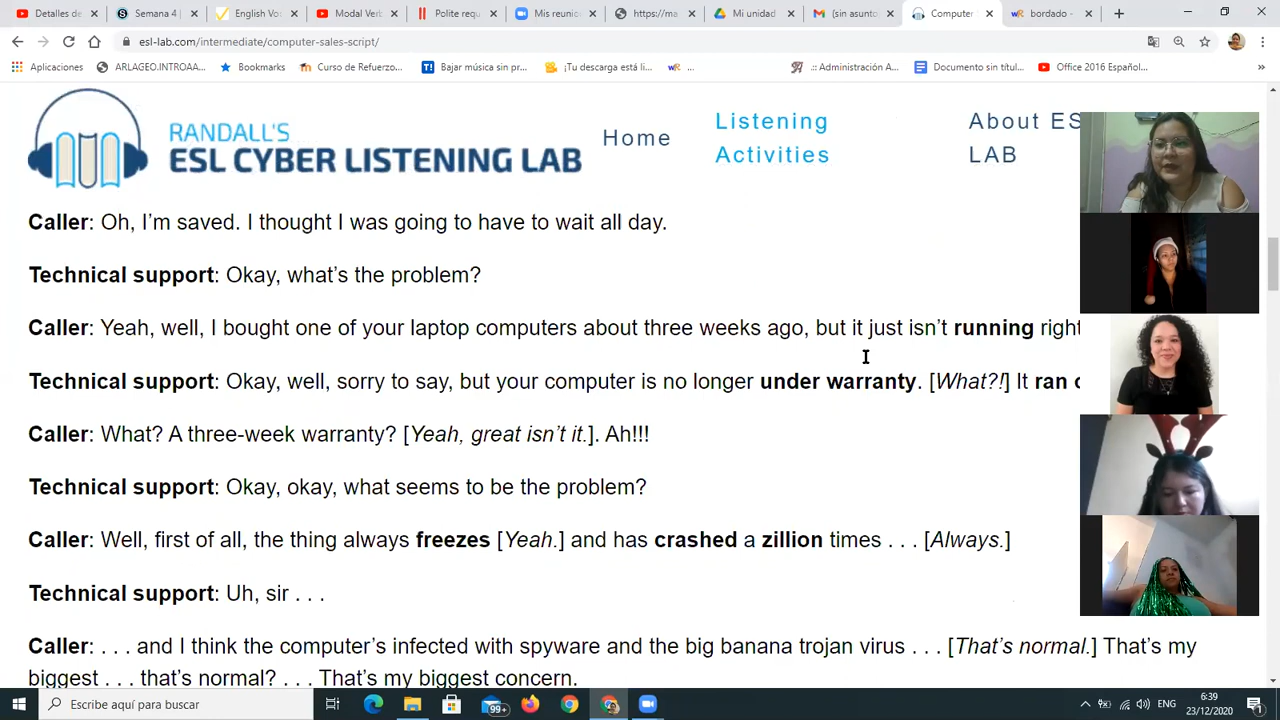 Detalles de
Semana 4
English Voc
Modal Verb
Polite requ
Mis reunio
https://ma
Mi unidad
(sin asunto
Computer
bordado -
esl-lab.com/intermediate/computer-sales-script/
Aplicaciones
ARLAGEO.INTROAA...
Bookmarks
Curso de Refuerzo...
Bajar música sin pr...
¡Tu descarga está li...
...
.:: Administración A...
Documento sin títul...
Office 2016 Español...
RANDALL'S
ESL CYBER LISTENING LAB
Home
Listening
Activities
About ES
LAB
Caller: Oh, I'm saved. I thought I was going to have to wait all day.
Technical support: Okay, what's the problem?
Caller: Yeah, well, I bought one of your laptop computers about three weeks ago, but it just isn't running right
Technical support: Okay, well, sorry to say, but your computer is no longer under warranty. [What?!] It ran
Caller: What? A three-week warranty? [Yeah, great isn't it.]. Ah!!!
Technical support: Okay, okay, what seems to be the problem?
Caller: Well, first of all, the thing always freezes [Yeah.] and has crashed a zillion times . . . [Always.]
Technical support: Uh, sir . . .
Caller: . . . and I think the computer's infected with spyware and the big banana trojan virus . . . [That's normal.] That's my
biggest . . . that's normal? . . . That's my biggest concern.
Escribe aquí para buscar
99+
ENG
6:39
23/12/2020